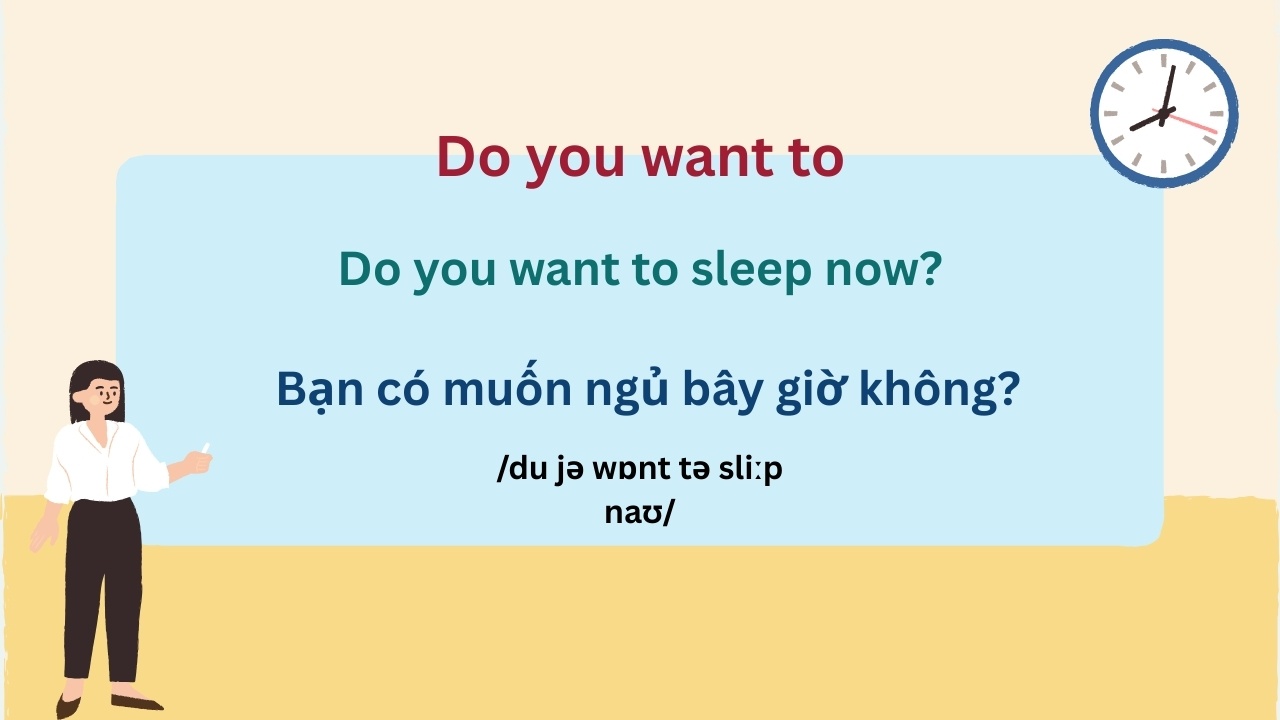 Do you want to
Do you want to sleep now?
Bạn có muốn ngủ bây giờ không?
/du jə wɒnt tə sliːp
naʊ/